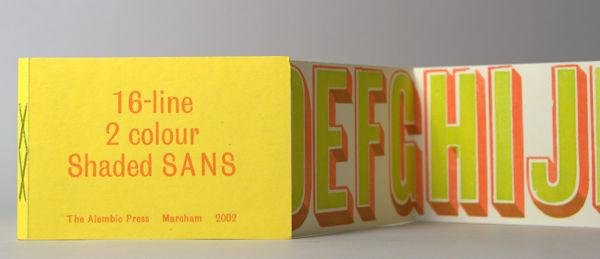 16-line
2 colour
Shaded SANS
The Alembic Press Marcham 2002
DEFGHIJ